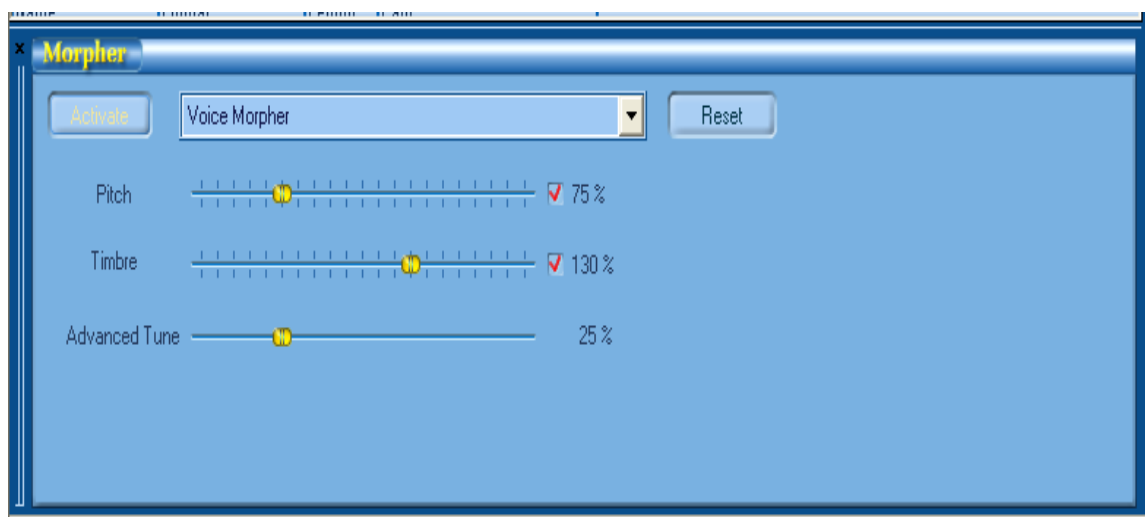 Morpher
Activate
Voice Morpher
Reset
Pitch
75 %
Timbre
130 %
Advanced Tune
25 %